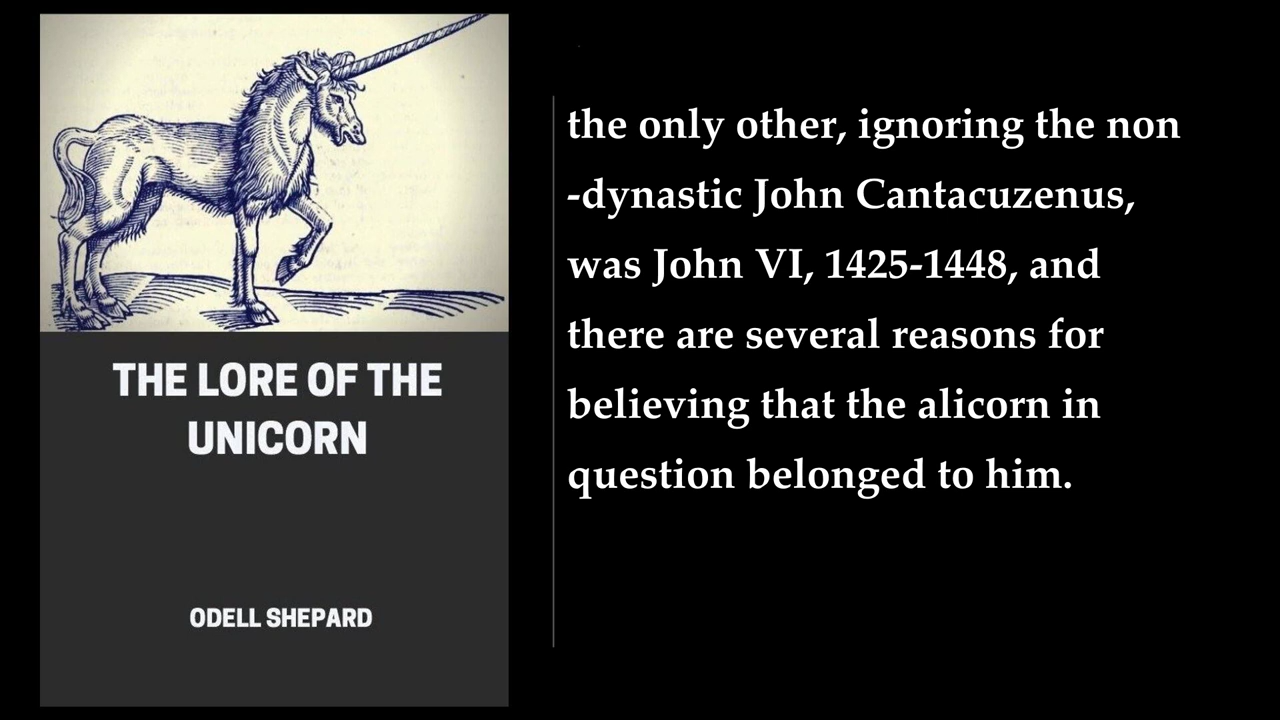 THE LORE OF THE
UNICORN
ODELL SHEPARD
the only other, ignoring the non
-dynastic John Cantacuzenus,
was John VI, 1425-1448, and
there are several reasons for
believing that the alicorn in
question belonged to him.